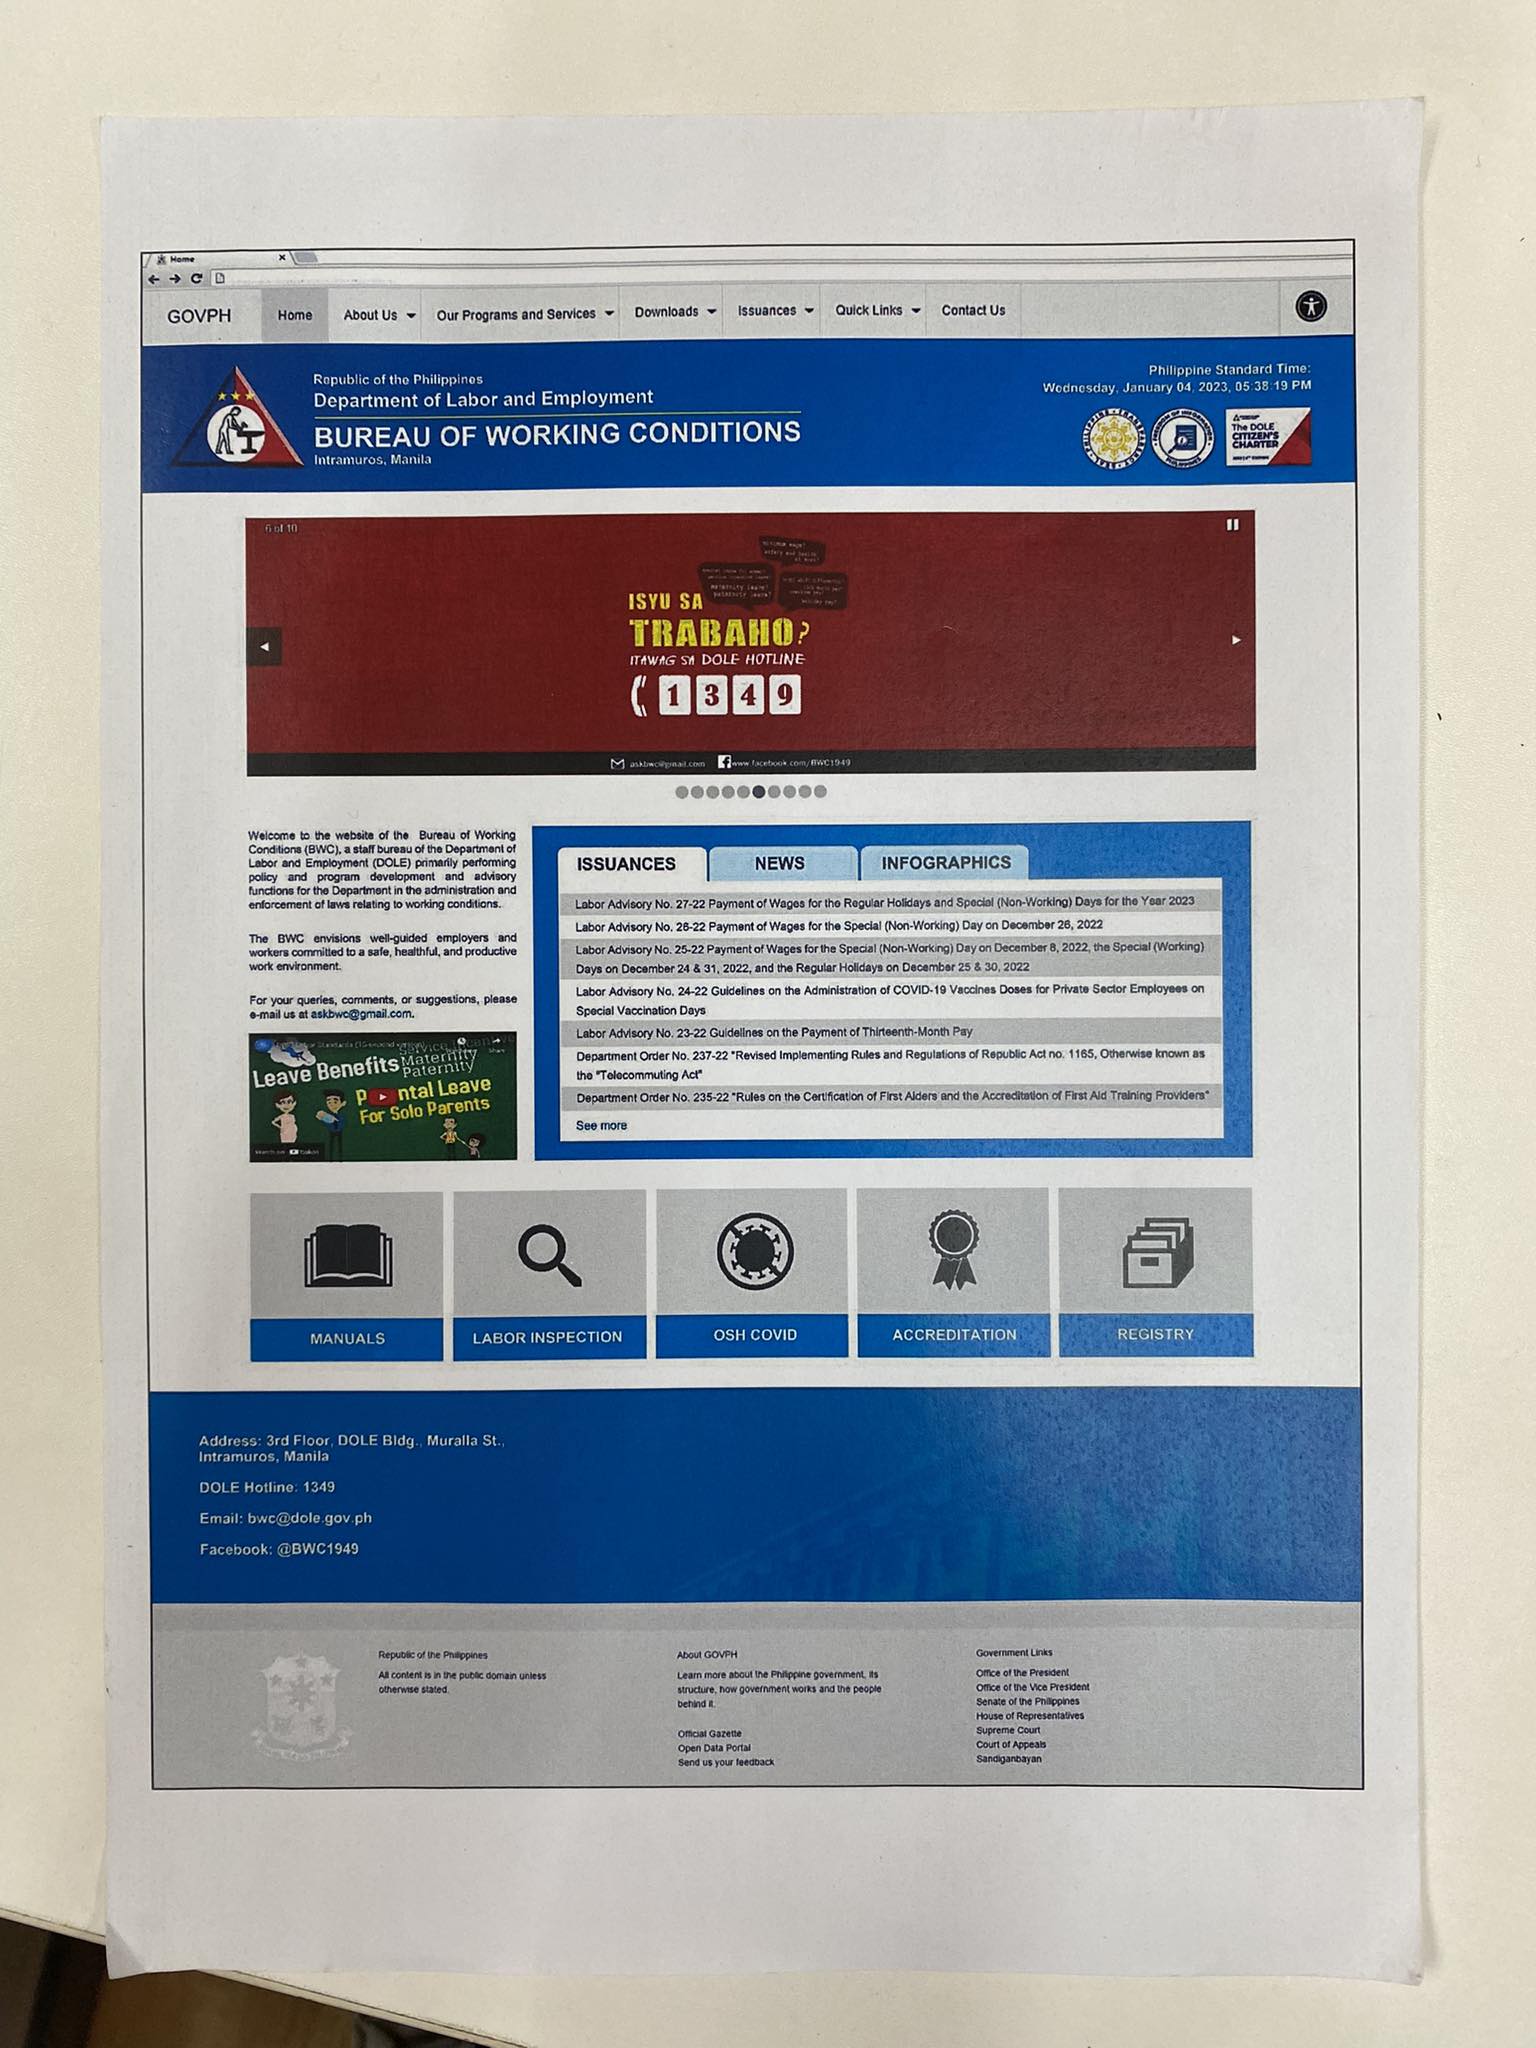 Home
GOVPH
Home
About Us
Our Programs and Services
Downloads
Issuances
Quick Links
Contact Us
Republic of the Philippines
Department of Labor and Employment
BUREAU OF WORKING CONDITIONS
Intramuros, Manila
Philippine Standard Time:
Wednesday, January 04, 2023, 05:38:19 PM
The DOLE
CITIZEN'S
CHARTER
6 of 10
ISYU SA
TRABAHO?
ITAWAG SA DOLE HOTLINE
1349
askbwc@gmail.com
www.facebook.com/BWC1949
Welcome to the website of the Bureau of Working
Conditions (BWC), a staff bureau of the Department of
Labor and Employment (DOLE) primarily performing
policy and program development and advisory
functions for the Department in the administration and
enforcement of laws relating to working conditions.
The BWC envisions well-guided employers and
workers committed to a safe, healthful, and productive
work environment.
For your queries, comments, or suggestions, please
e-mail us at askbwc@gmail.com.
Leave Benefits
Maternity
Paternity
Leave
For Solo Parents
ISSUANCES
NEWS
INFOGRAPHICS
Labor Advisory No. 27-22 Payment of Wages for the Regular Holidays and Special (Non-Working) Days for the Year 2023
Labor Advisory No. 26-22 Payment of Wages for the Special (Non-Working) Day on December 26, 2022
Labor Advisory No. 25-22 Payment of Wages for the Special (Non-Working) Day on December 8, 2022, the Special (Working)
Days on December 24 & 31, 2022, and the Regular Holidays on December 25 & 30, 2022
Labor Advisory No. 24-22 Guidelines on the Administration of COVID-19 Vaccines Doses for Private Sector Employees on
Special Vaccination Days
Labor Advisory No. 23-22 Guidelines on the Payment of Thirteenth-Month Pay
Department Order No. 237-22 "Revised Implementing Rules and Regulations of Republic Act no. 1165, Otherwise known as
the "Telecommuting Act"
Department Order No. 235-22 "Rules on the Certification of First Aiders and the Accreditation of First Aid Training Providers"
See more
MANUALS
LABOR INSPECTION
OSH COVID
ACCREDITATION
REGISTRY
Address: 3rd Floor, DOLE Bldg., Muralla St.,
Intramuros, Manila
DOLE Hotline: 1349
Email: bwc@dole.gov.ph
Facebook: @BWC1949
Republic of the Philippines
All content is in the public domain unless
otherwise stated.
About GOVPH
Learn more about the Philippine government, its
structure, how government works and the people
behind it.
Official Gazette
Open Data Portal
Send us your feedback
Government Links
Office of the President
Office of the Vice President
Senate of the Philippines
House of Representatives
Supreme Court
Court of Appeals
Sandiganbayan